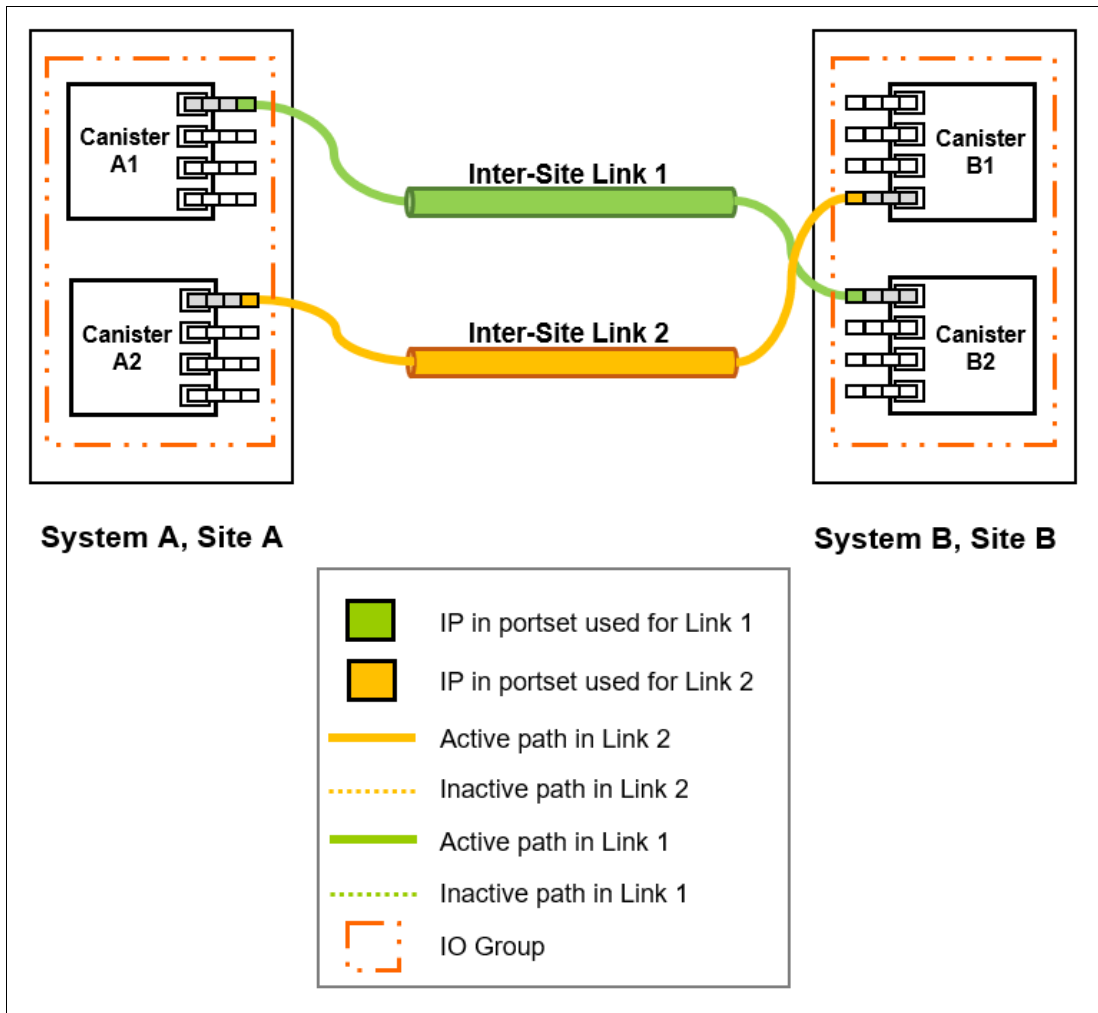 Canister
A1
Inter-Site Link 1
Canister
B1
Canister
A2
Inter-Site Link 2
Canister
B2
System A, Site A
System B, Site B
IP in portset used for Link 1
IP in portset used for Link 2
Active path in Link 2
Inactive path in Link 2
Active path in Link 1
Inactive path in Link 1
IO Group